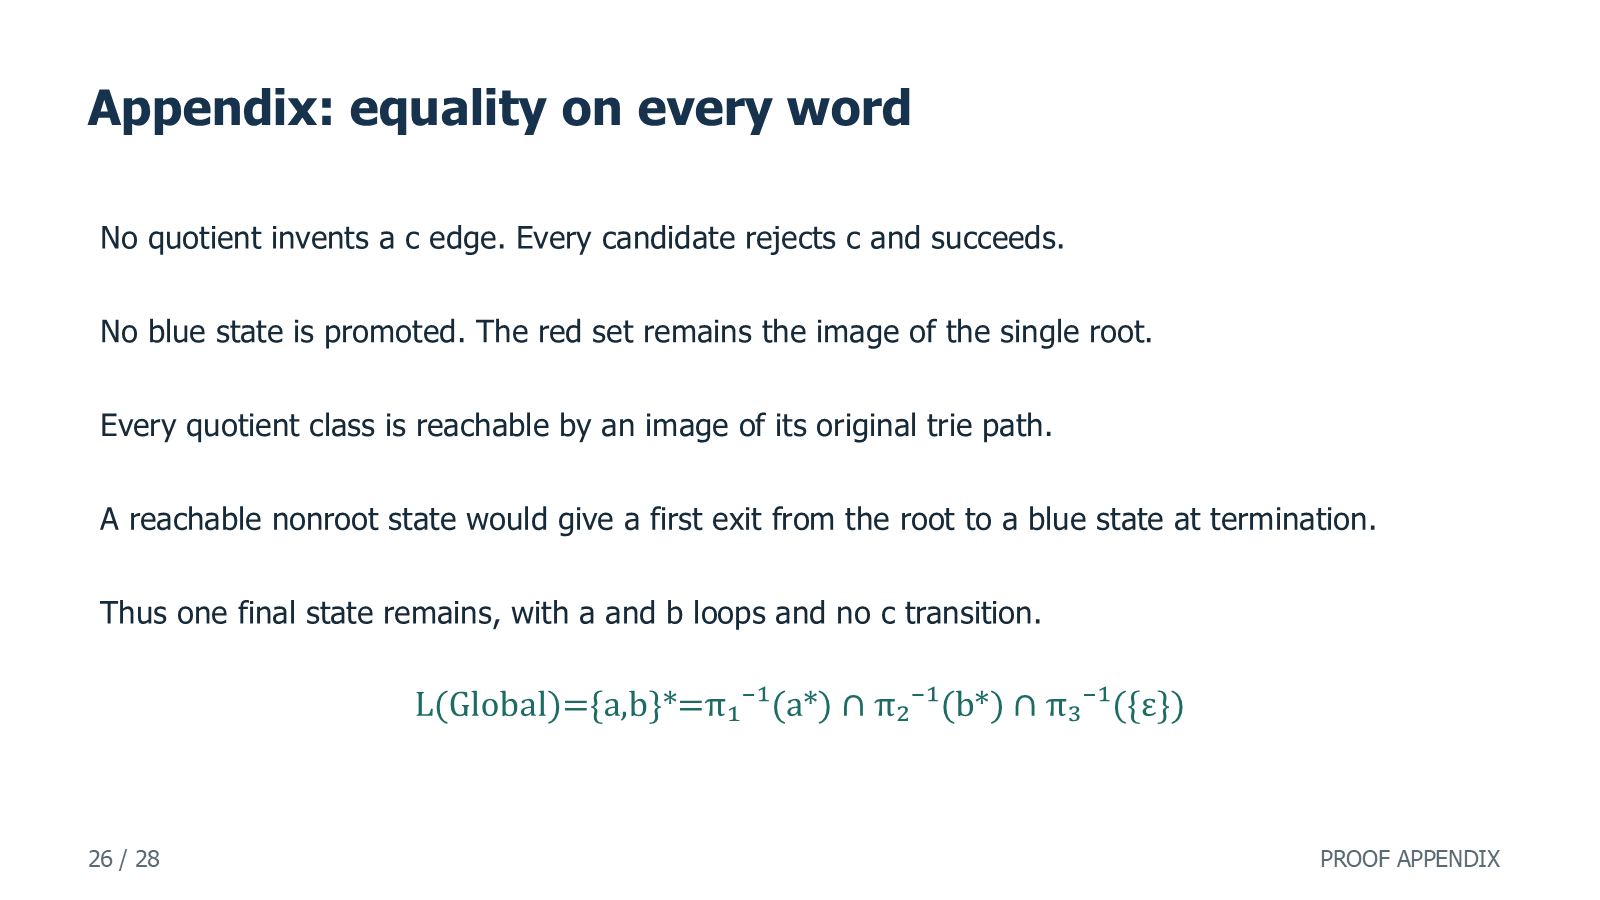 Appendix: equality on every word
No quotient invents a c edge. Every candidate rejects c and succeeds.
No blue state is promoted. The red set remains the image of the single root.
Every quotient class is reachable by an image of its original trie path.
A reachable nonroot state would give a first exit from the root to a blue state at termination.
Thus one final state remains, with a and b loops and no c transition.
L(Global)={a,b}*=π₁⁻¹(a*) ∩ π₂⁻¹(b*) ∩ π₃⁻¹({ε})
26 / 28
PROOF APPENDIX